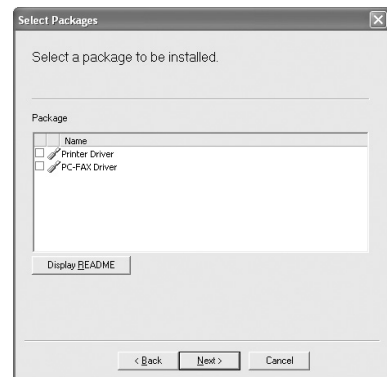 Select Packages
Select a package to be installed.
Package
Name
Printer Driver
PC-FAX Driver
Display README
< Back
Next >
Cancel